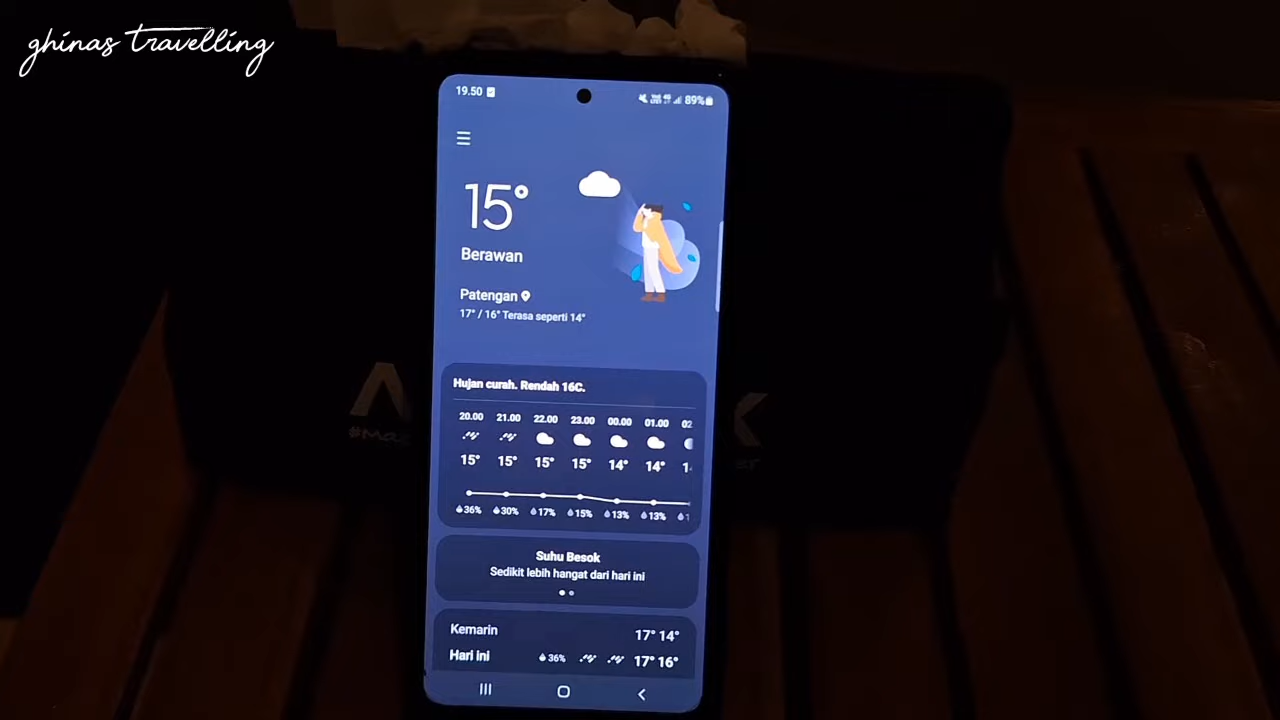 ghinas travelling
19.50
89%
15°
Berawan
Patengan
17° / 16° Terasa seperti 14°
Hujan curah. Rendah 16C.
20.00 21.00 22.00 23.00 00.00 01.00 02
15° 15° 15° 15° 14° 14° 1
36% 30% 17% 15% 13% 13% 1
Suhu Besok
Sedikit lebih hangat dari hari ini
Kemarin 17° 14°
Hari ini 36% 17° 16°